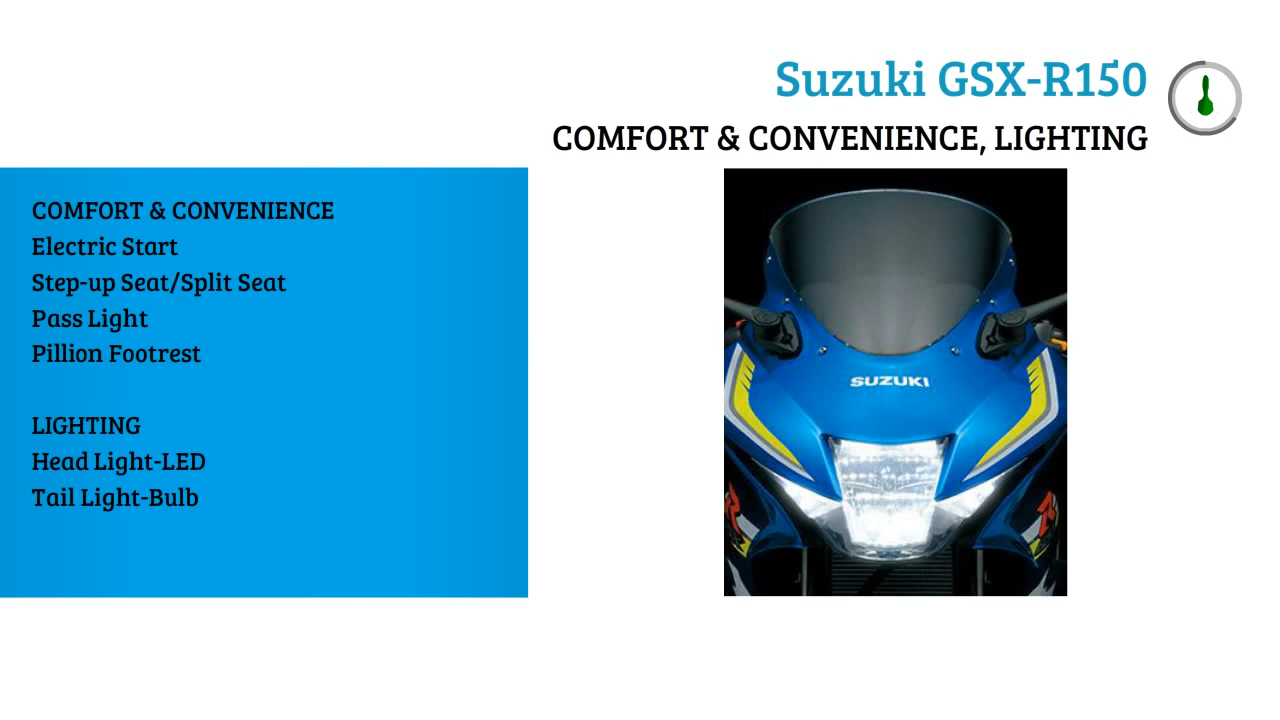 Suzuki GSX-R150
COMFORT & CONVENIENCE, LIGHTING
COMFORT & CONVENIENCE
Electric Start
Step-up Seat/Split Seat
Pass Light
Pillion Footrest
LIGHTING
Head Light-LED
Tail Light-Bulb
SUZUKI